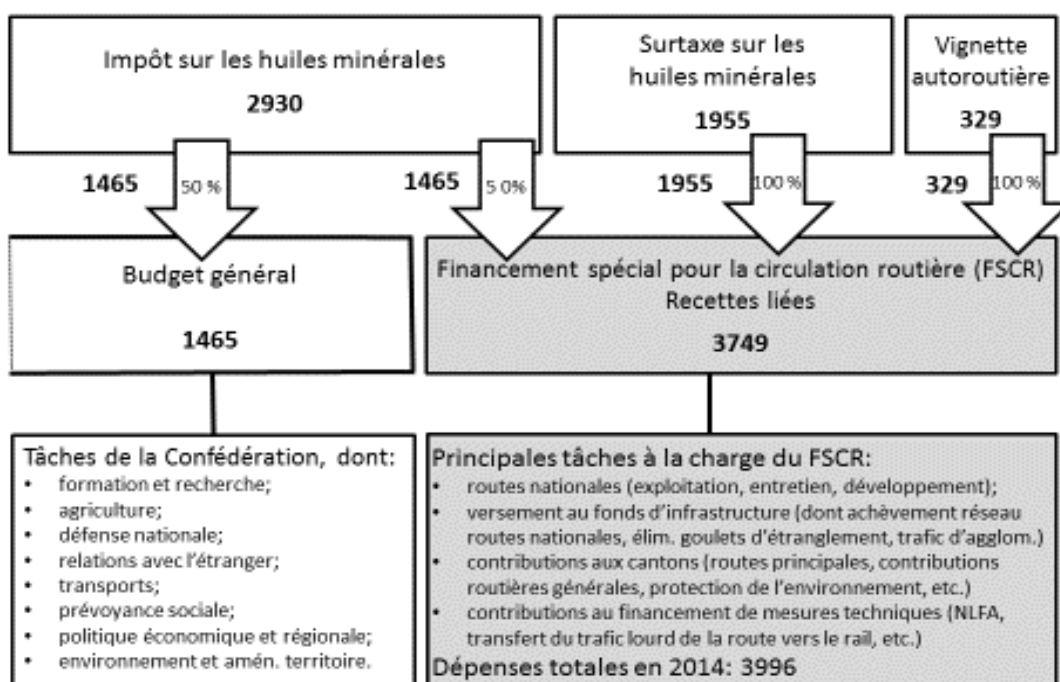 Impôt sur les huiles minérales
2930
Surtaxe sur les
huiles minérales
1955
Vignette
autoroutière
329
1465
50 %
1465
5 0%
1955
100 %
329
100 %
Budget général
1465
Financement spécial pour la circulation routière (FSCR)
Recettes liées
3749
Tâches de la Confédération, dont:
• formation et recherche;
• agriculture;
• défense nationale;
• relations avec l'étranger;
• transports;
• prévoyance sociale;
• politique économique et régionale;
• environnement et amén. territoire.
Principales tâches à la charge du FSCR:
• routes nationales (exploitation, entretien, développement);
• versement au fonds d'infrastructure (dont achèvement réseau
routes nationales, élim. goulets d'étranglement, trafic d'agglom.)
• contributions aux cantons (routes principales, contributions
routières générales, protection de l'environnement, etc.)
• contributions au financement de mesures techniques (NLFA,
transfert du trafic lourd de la route vers le rail, etc.)
Dépenses totales en 2014: 3996